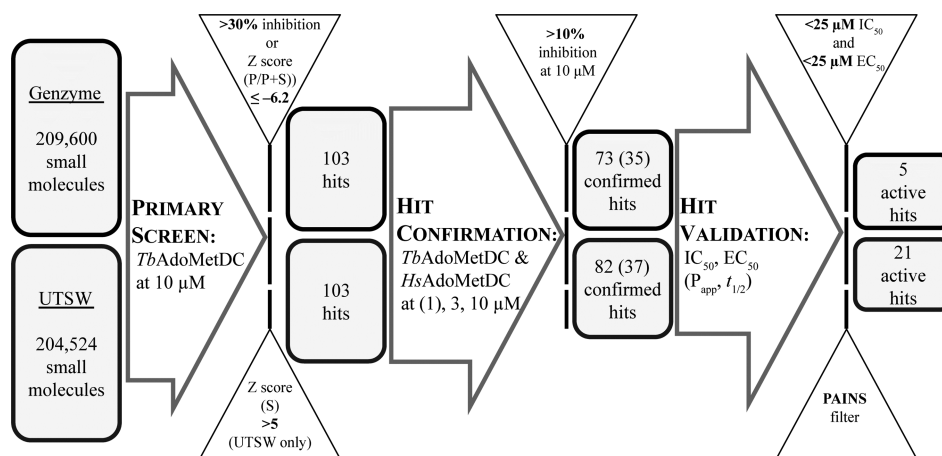 Genzyme
209,600
small
molecules
UTSW
204,524
small
molecules
PRIMARY
SCREEN:
TbAdoMetDC
at 10 µM
>30% inhibition
or
Z score
(P/P+S))
≤ –6.2
Z score
(S)
>5
(UTSW only)
103
hits
103
hits
HIT
CONFIRMATION:
TbAdoMetDC &
HsAdoMetDC
at (1), 3, 10 µM
>10%
inhibition
at 10 µM
73 (35)
confirmed
hits
82 (37)
confirmed
hits
HIT
VALIDATION:
IC50, EC50
(Papp, t1/2)
<25 µM IC50
and
<25 µM EC50
PAINS
filter
5
active
hits
21
active
hits